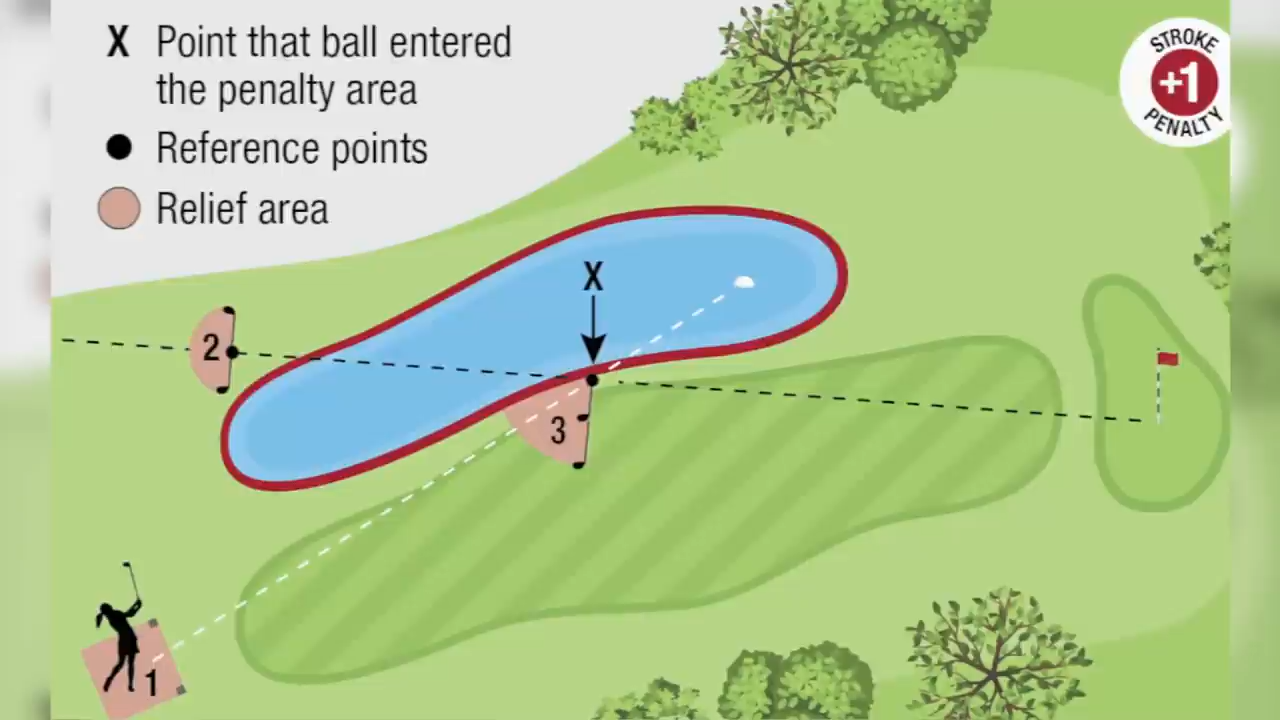 X Point that ball entered
the penalty area
Reference points
Relief area
STROKE
+1
PENALTY
X
2
3
1